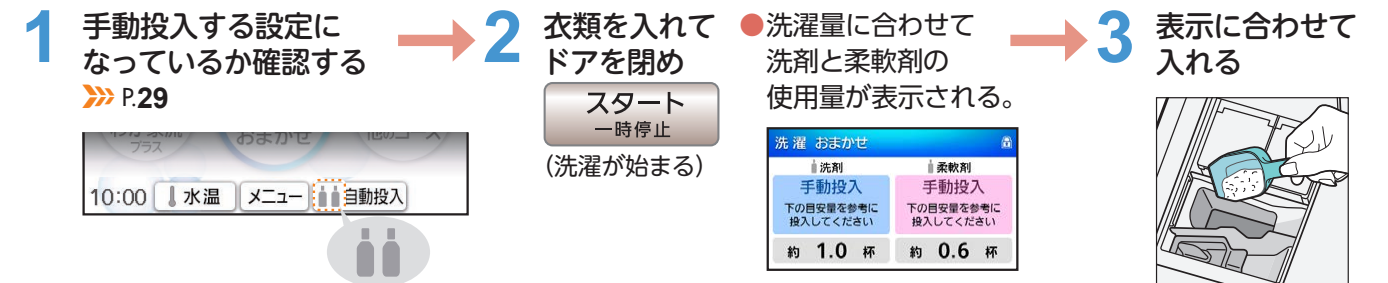 1
手動投入する設定に
なっているか確認する
P.29
プラス
おまかせ
10:00 水温 メニュー 自動投入
2
衣類を入れて
ドアを閉め
スタート
一時停止
(洗濯が始まる)
●洗濯量に合わせて
洗剤と柔軟剤の
使用量が表示される。
洗濯 おまかせ
洗剤 柔軟剤
手動投入 手動投入
下の目安量を参考に 下の目安量を参考に
投入してください 投入してください
約 1.0 杯 約 0.6 杯
3
表示に合わせて
入れる